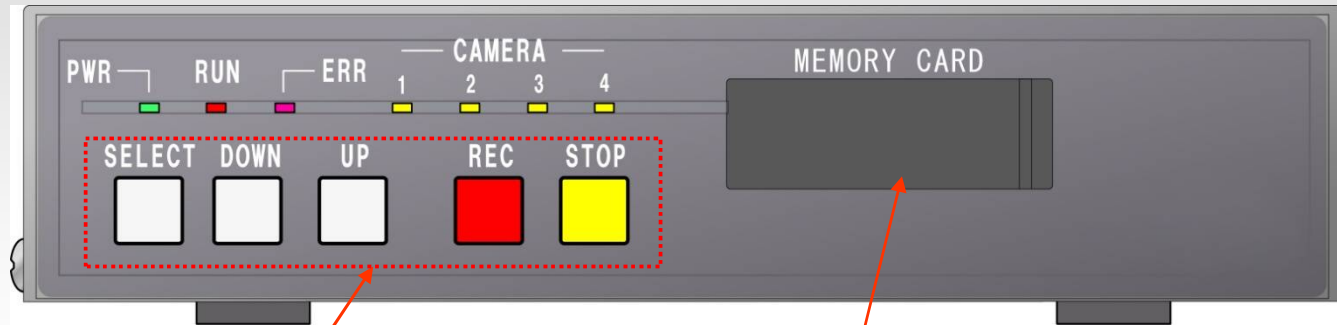 CAMERA
MEMORY CARD
PWR RUN ERR
1 2 3 4
SELECT DOWN UP REC STOP